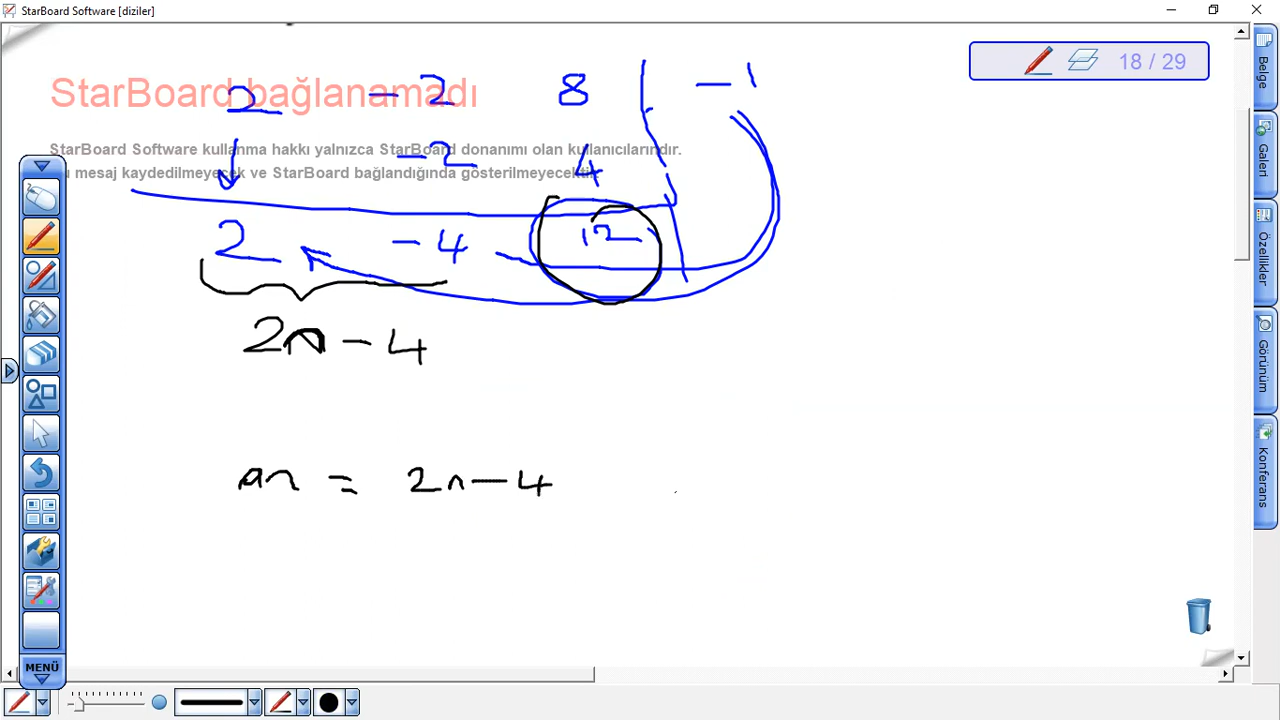 StarBoard Software [diziler]
18 / 29
StarBoard bağlanamadı
2 -2 8 -1
StarBoard Software kullanma hakkı yalnızca StarBoard donanımı olan kullanıcılarındır.
mesaj kaydedilmeyecek ve StarBoard bağlandığında gösterilmeyecektir.
-2 4
2 -4 12
2n - 4
an = 2n - 4
MENÜ
Belge
Galeri
Özellikler
Görünüm
Konferans